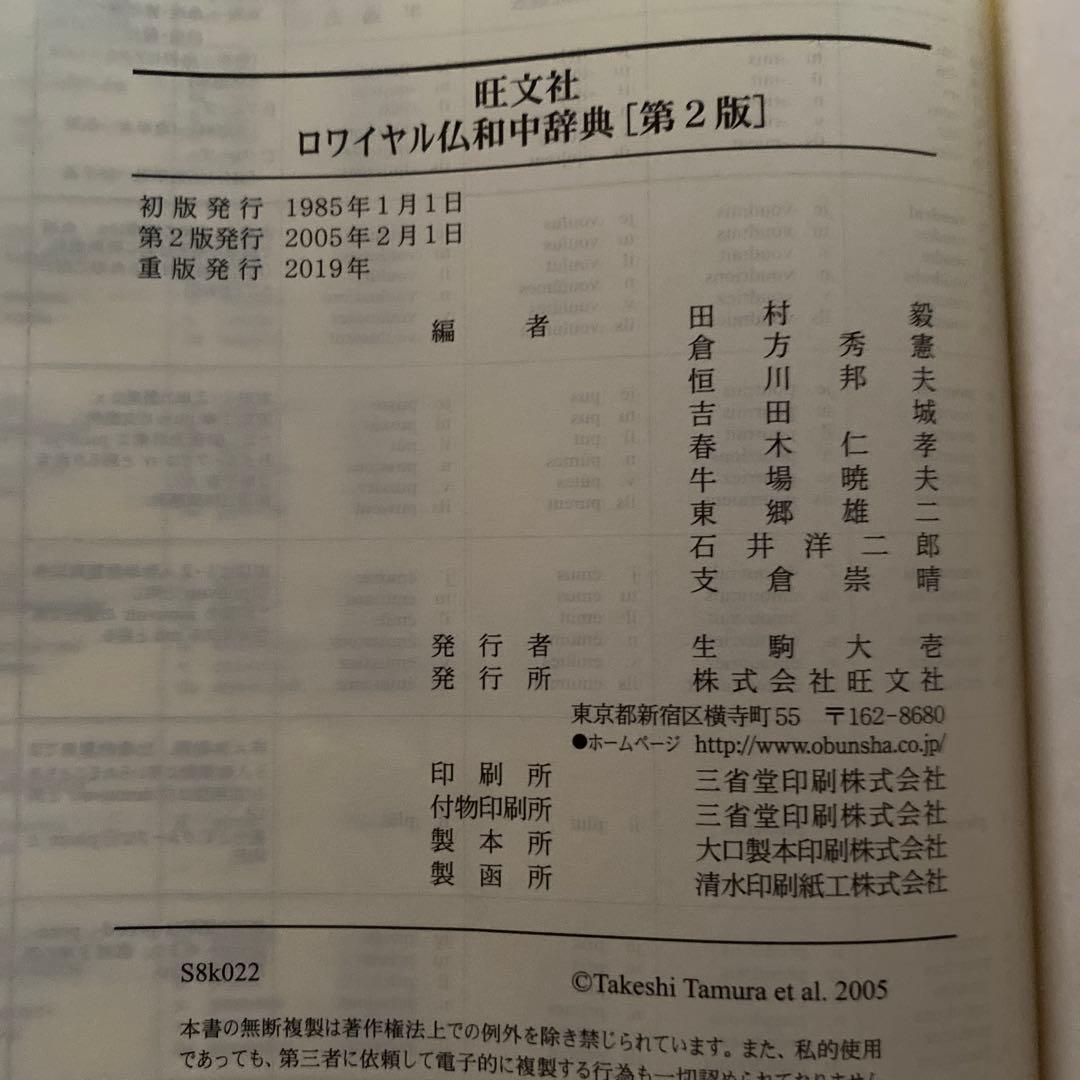 旺文社
ロワイヤル仏和中辞典[第2版]
初版発行 1985年1月1日
第2版発行 2005年2月1日
重版発行 2019年
編者 田村毅
倉方秀憲
恒川邦夫
吉田城
春木仁孝
牛場暁夫
東郷雄二
石井洋二郎
支倉崇晴
発行者 生駒大壱
発行所 株式会社旺文社
東京都新宿区横寺町55 〒162-8680
●ホームページ http://www.obunsha.co.jp/
印刷所 三省堂印刷株式会社
付物印刷所 三省堂印刷株式会社
製本所 大口製本印刷株式会社
製函所 清水印刷紙工株式会社
S8k022 ©Takeshi Tamura et al. 2005
本書の無断複製は著作権法上での例外を除き禁じられています。また、私的使用
であっても、第三者に依頼して電子的に複製する行為も一切認められておりません